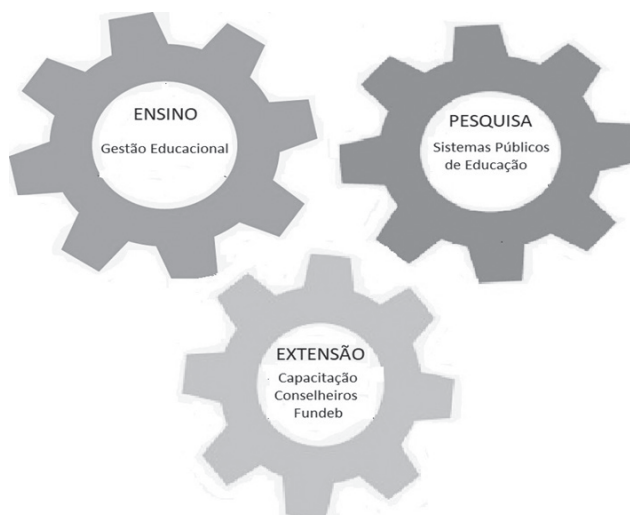 ENSINO
Gestão Educacional
PESQUISA
Sistemas Públicos
de Educação
EXTENSÃO
Capacitação
Conselheiros
Fundeb